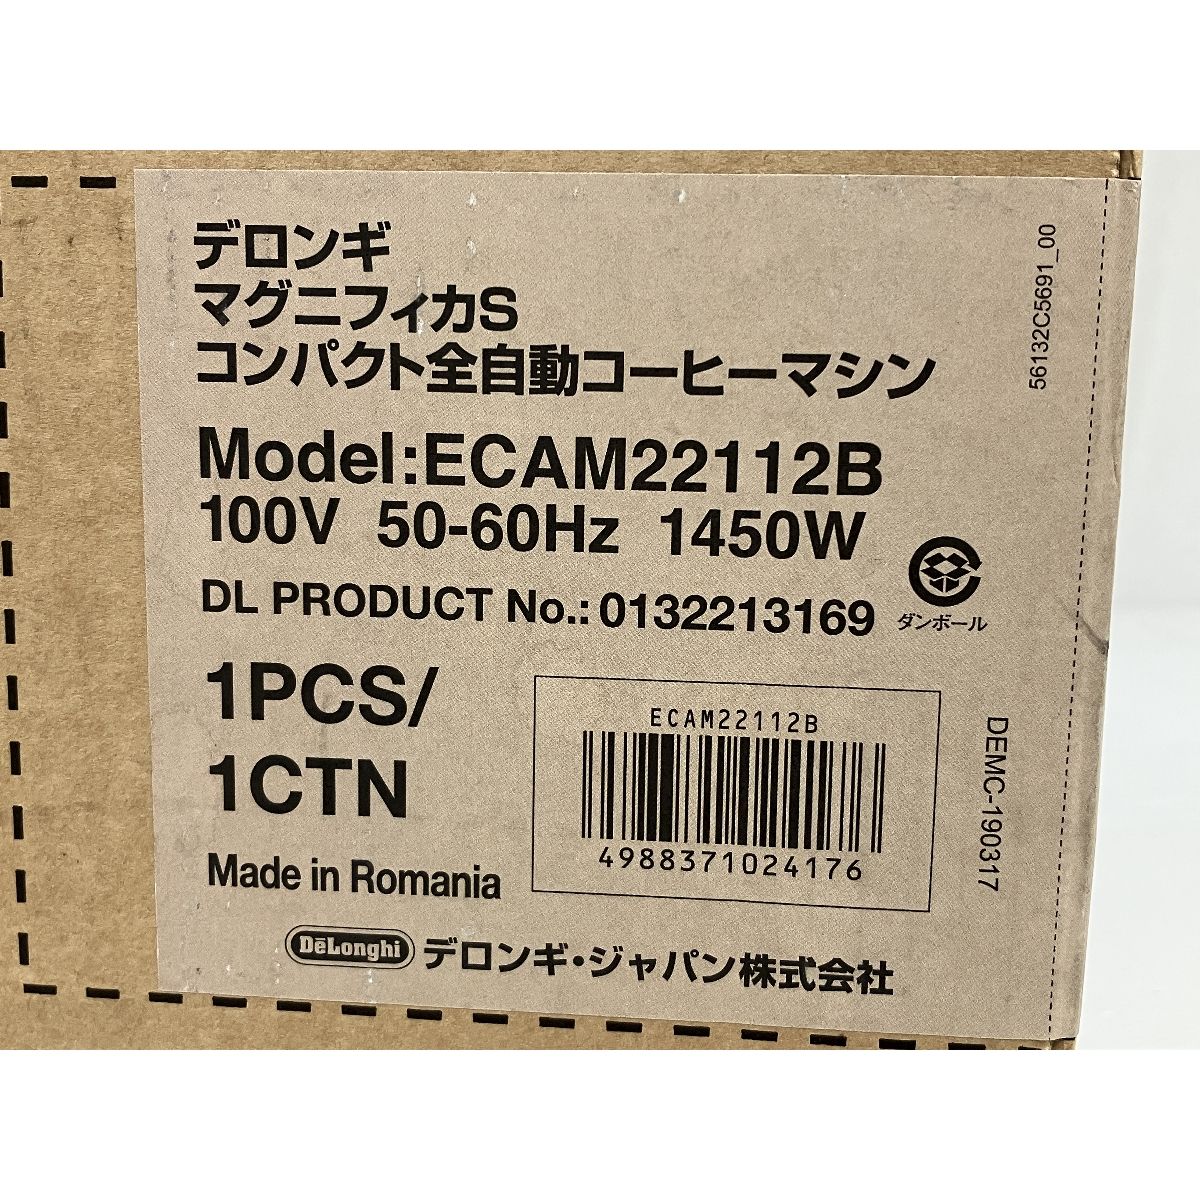 デロンギ
マグニフィカS
コンパクト全自動コーヒーマシン
Model:ECAM22112B
100V 50-60Hz 1450W
DL PRODUCT No.:0132213169
ダンボール
1PCS/
1CTN
ECAM22112B
4988371024176
Made in Romania
DeLonghi デロンギ・ジャパン株式会社
56132C5691_00
DEMC-190317